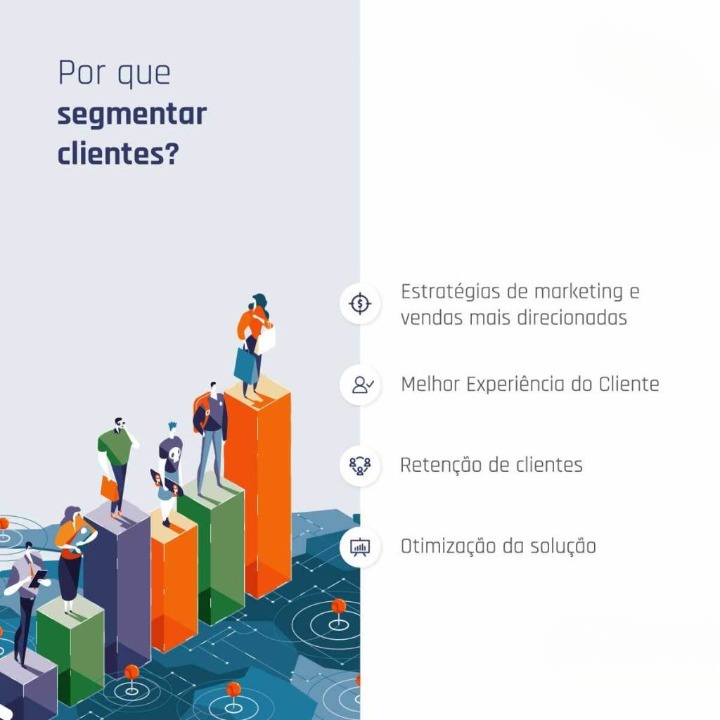 Por que
segmentar
clientes?
Estratégias de marketing e
vendas mais direcionadas
Melhor Experiência do Cliente
Retenção de clientes
Otimização da solução